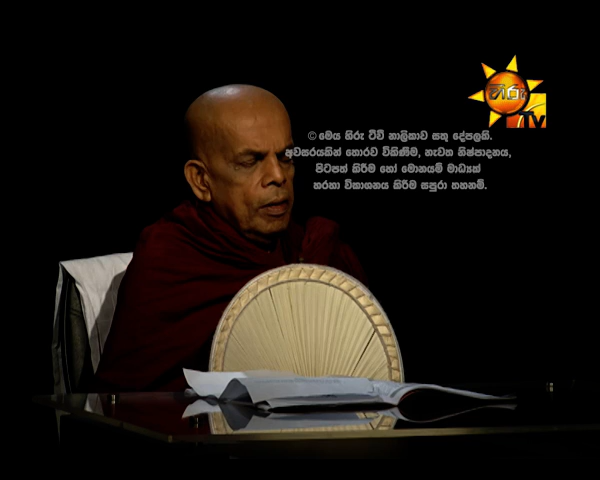 හිරු
TV
© මෙය හිරු ටීවී නාලිකාව සතු දේපලකි.
අවසරයකින් තොරව විකිණීම, නැවත නිෂ්පාදනය,
පිටපත් කිරීම හෝ මොනයම් මාධ්‍යක්
හරහා විකාශනය කිරීම සපුරා තහනම්.